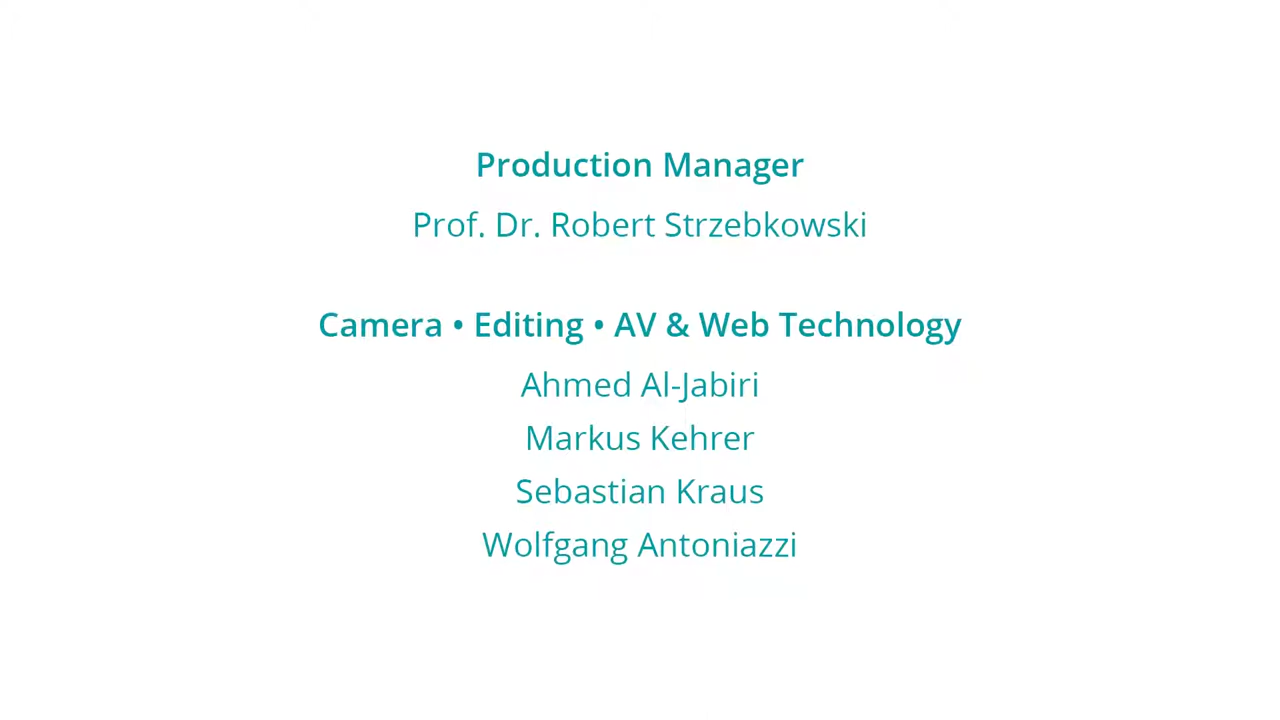 Production Manager
Prof. Dr. Robert Strzebkowski
Camera • Editing • AV & Web Technology
Ahmed Al-Jabiri
Markus Kehrer
Sebastian Kraus
Wolfgang Antoniazzi